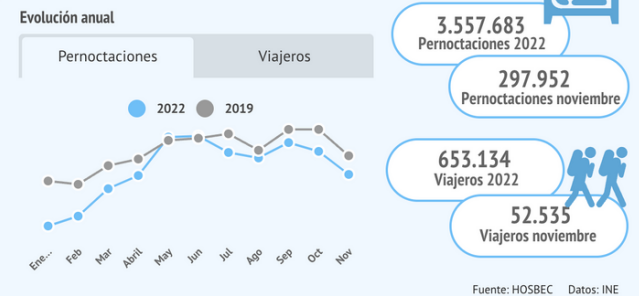 Evolución anual
Pernoctaciones
Viajeros
2022
2019
Ene...
Feb
Mar
Abril
May
Jun
Jul
Ago
Sep
Oct
Nov
3.557.683
Pernoctaciones 2022
297.952
Pernoctaciones noviembre
653.134
Viajeros 2022
52.535
Viajeros noviembre
Fuente: HOSBEC Datos: INE